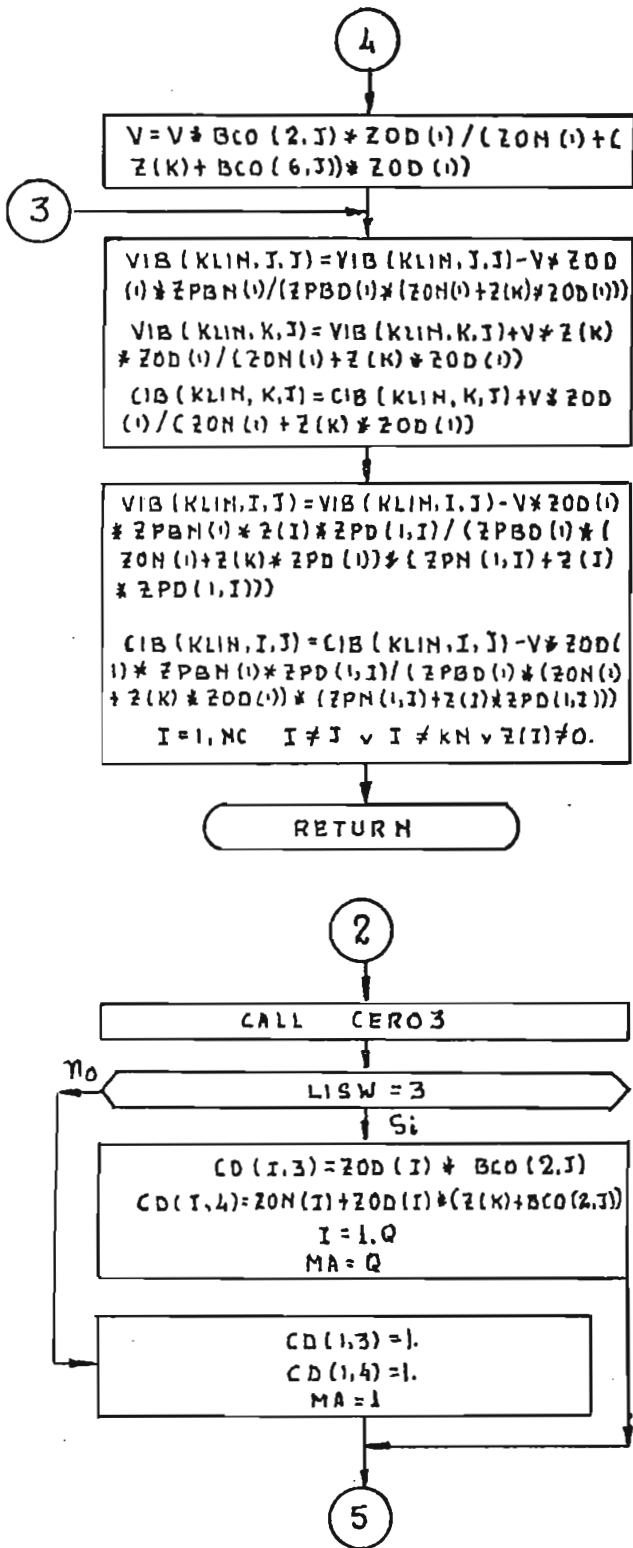 4
V=V*BCO(2,J)*ZOD(1)/(ZON(1)+(
Z(K)+BCO(6,J))*ZOD(1))
3
VIB(KLIN,J,J)=VIB(KLIN,J,J)-V*ZOD
(1)*ZPBN(1)/(ZPBD(1)*(ZON(1)+Z(K)*ZOD(1)))
VIB(KLIN,K,J)=VIB(KLIN,K,J)+V*Z(K)
*ZOD(1)/(ZON(1)+Z(K)*ZOD(1))
CIB(KLIN,K,J)=CIB(KLIN,K,J)+V*ZOD
(1)/(ZON(1)+Z(K)*ZOD(1))
VIB(KLIN,I,J)=VIB(KLIN,I,J)-V*ZOD(1)
*ZPBN(1)*Z(I)*ZPD(1,I)/(ZPBD(1)*(
ZON(1)+Z(K)*ZPD(1))*(ZPN(1,I)+Z(I)
*ZPD(1,I)))
CIB(KLIN,I,J)=CIB(KLIN,I,J)-V*ZOD(
1)*ZPBN(1)*ZPD(1,I)/(ZPBD(1)*(ZON(1)
+Z(K)*ZOD(1))*(ZPN(1,I)+Z(I)*ZPD(1,I)))
I=1,NC I≠J v I≠KN v Z(I)≠0.
RETURN
2
CALL CERO3
no
LISW=3
Si
CD(I,3)=ZOD(I)*BCO(2,J)
CD(I,4)=ZON(I)+ZOD(I)*(Z(K)+BCO(2,J))
I=1.Q
MA=Q
CD(1,3)=1.
CD(1,4)=1.
MA=1
5